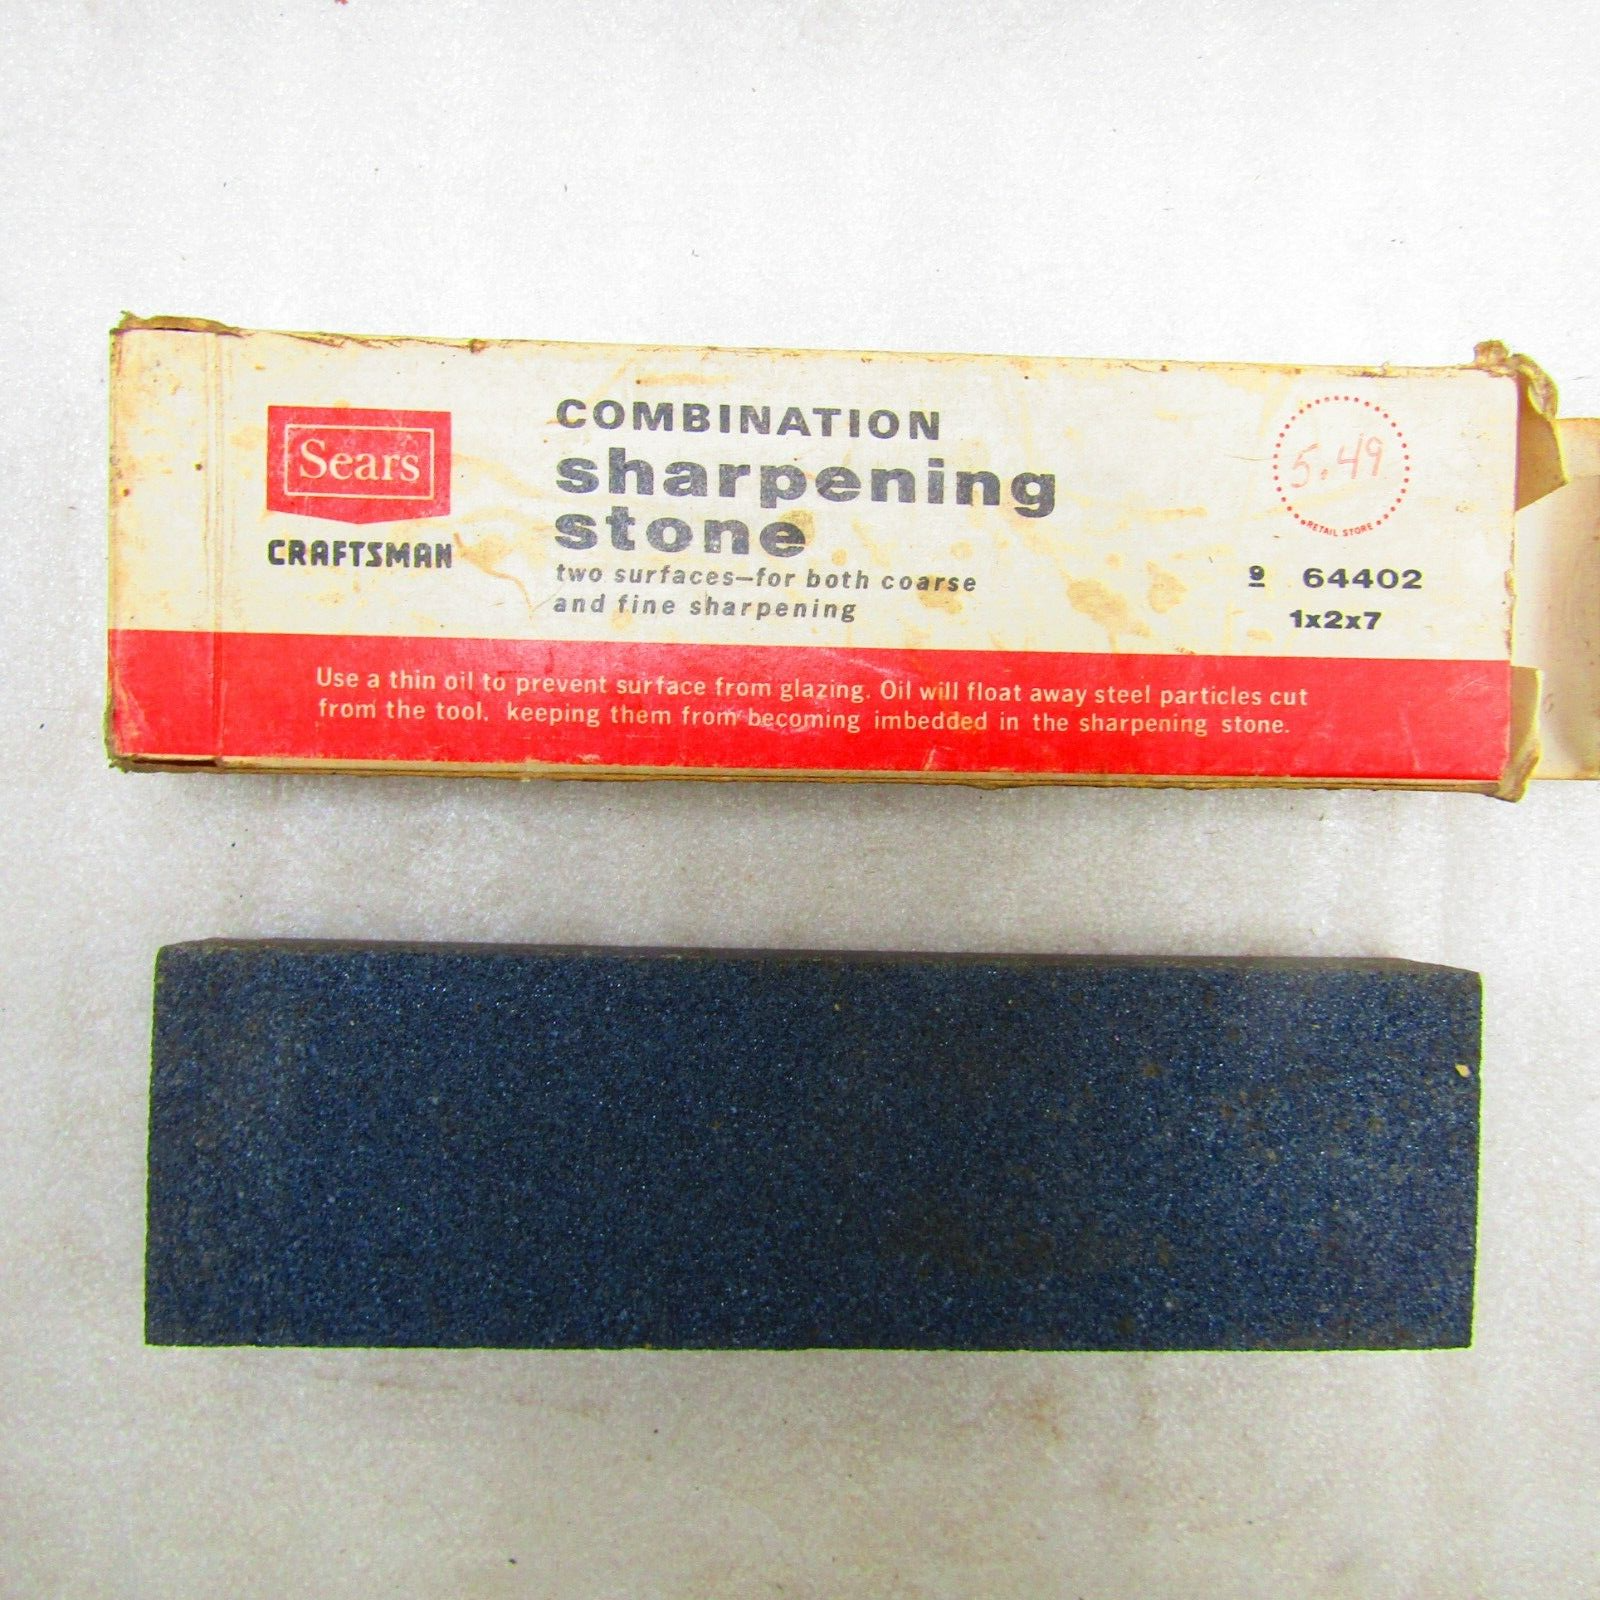 Sears
CRAFTSMAN
COMBINATION
sharpening
stone
two surfaces—for both coarse
and fine sharpening
5.49
RETAIL STORE
9 64402
1x2x7
Use a thin oil to prevent surface from glazing. Oil will float away steel particles cut
from the tool, keeping them from becoming imbedded in the sharpening stone.